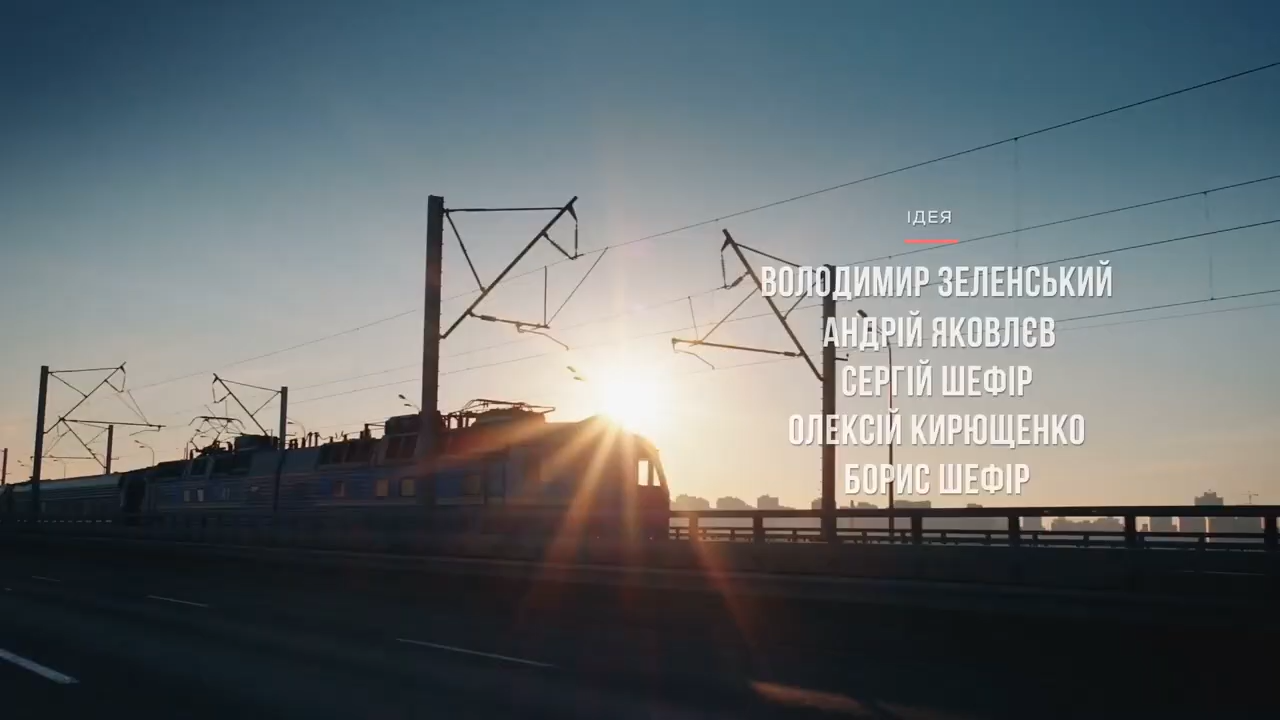 ІДЕЯ
ВОЛОДИМИР ЗЕЛЕНСЬКИЙ
АНДРІЙ ЯКОВЛЄВ
СЕРГІЙ ШЕФІР
ОЛЕКСІЙ КИРЮЩЕНКО
БОРИС ШЕФІР